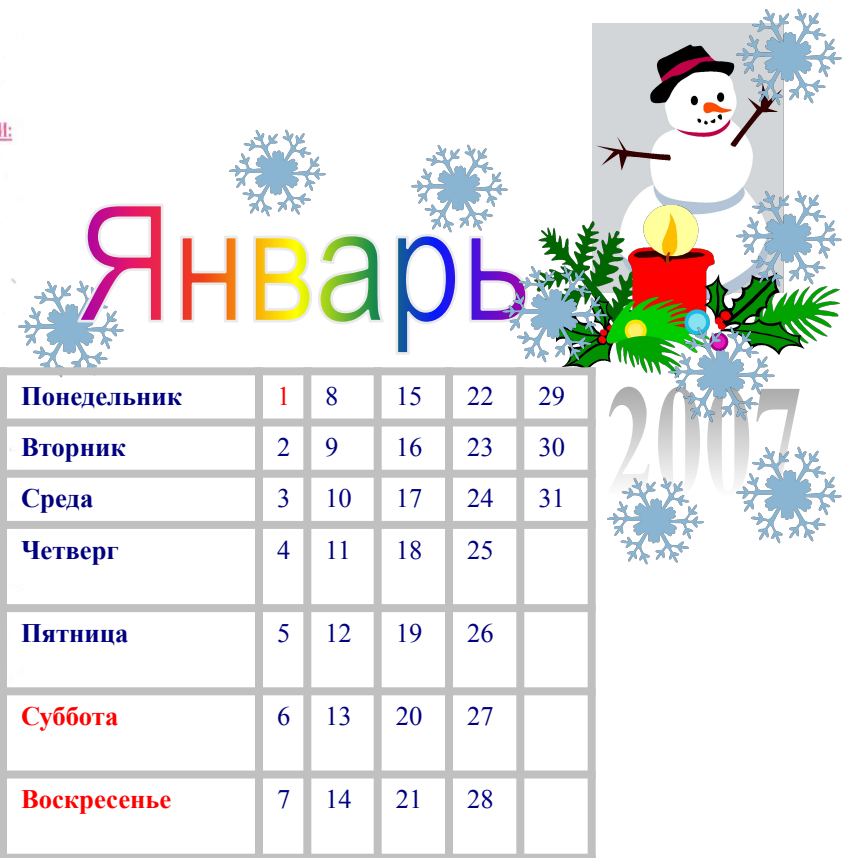 И:
Январь
Понедельник 1 8 15 22 29
2007
Вторник 2 9 16 23 30
Среда 3 10 17 24 31
Четверг 4 11 18 25
Пятница 5 12 19 26
Суббота 6 13 20 27
Воскресенье 7 14 21 28